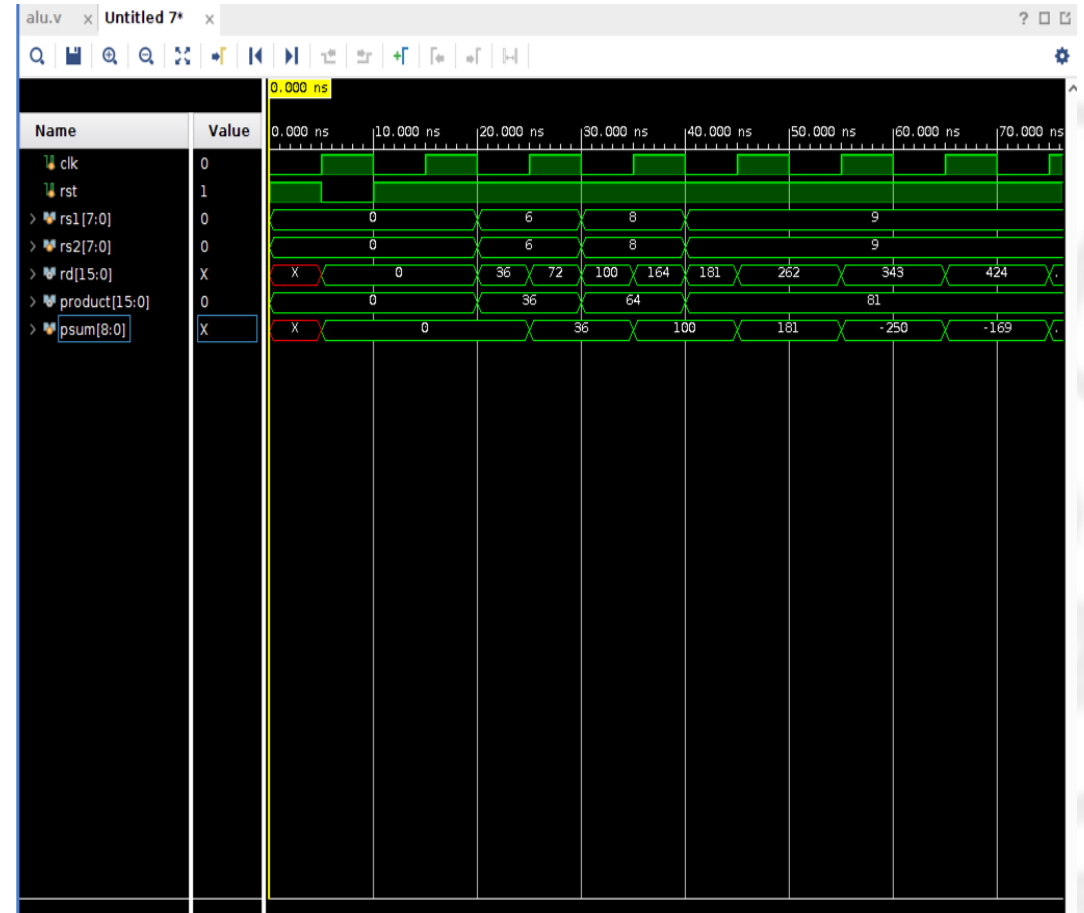 alu.v x Untitled 7* x ?
0.000 ns
Name Value 0.000 ns 10.000 ns 20.000 ns 30.000 ns 40.000 ns 50.000 ns 60.000 ns 70.000 ns
clk 0
rst 1
> rs1[7:0] 0 0 6 8 9
> rs2[7:0] 0 0 6 8 9
> rd[15:0] X X 0 36 72 100 164 181 262 343 424 .
> product[15:0] 0 0 36 64 81
> psum[8:0] X X 0 36 100 181 -250 -169 .